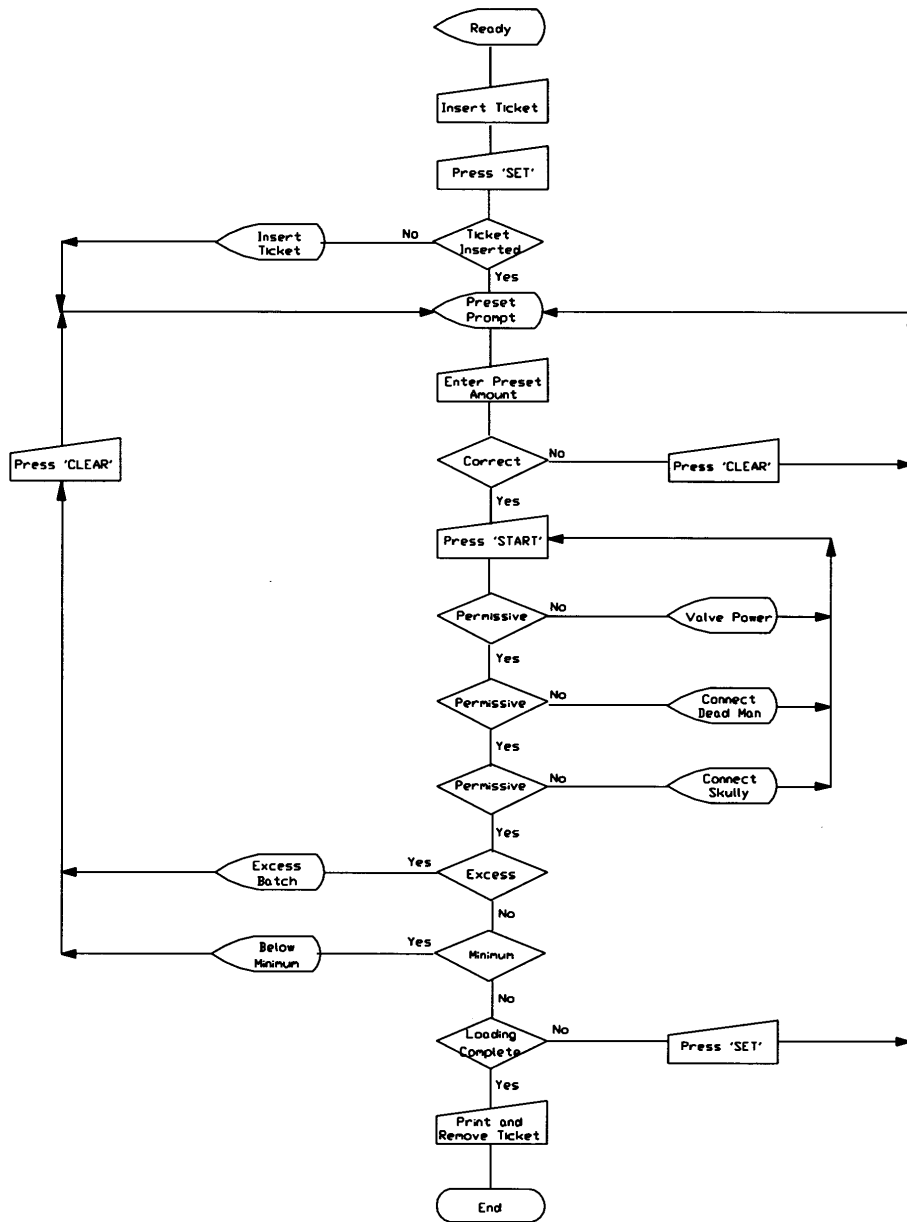 Ready
Insert Ticket
Press 'SET'
Insert
Ticket
No
Ticket
Inserted
Yes
Preset
Prompt
Enter Preset
Amount
Press 'CLEAR'
Correct
No
Press 'CLEAR'
Yes
Press 'START'
Permissive
No
Valve Power
Yes
Permissive
No
Connect
Dead Man
Yes
Permissive
No
Connect
Skully
Yes
Excess
Batch
Yes
Excess
No
Below
Minimum
Yes
Minimum
No
Loading
Complete
No
Press 'SET'
Yes
Print and
Remove Ticket
End